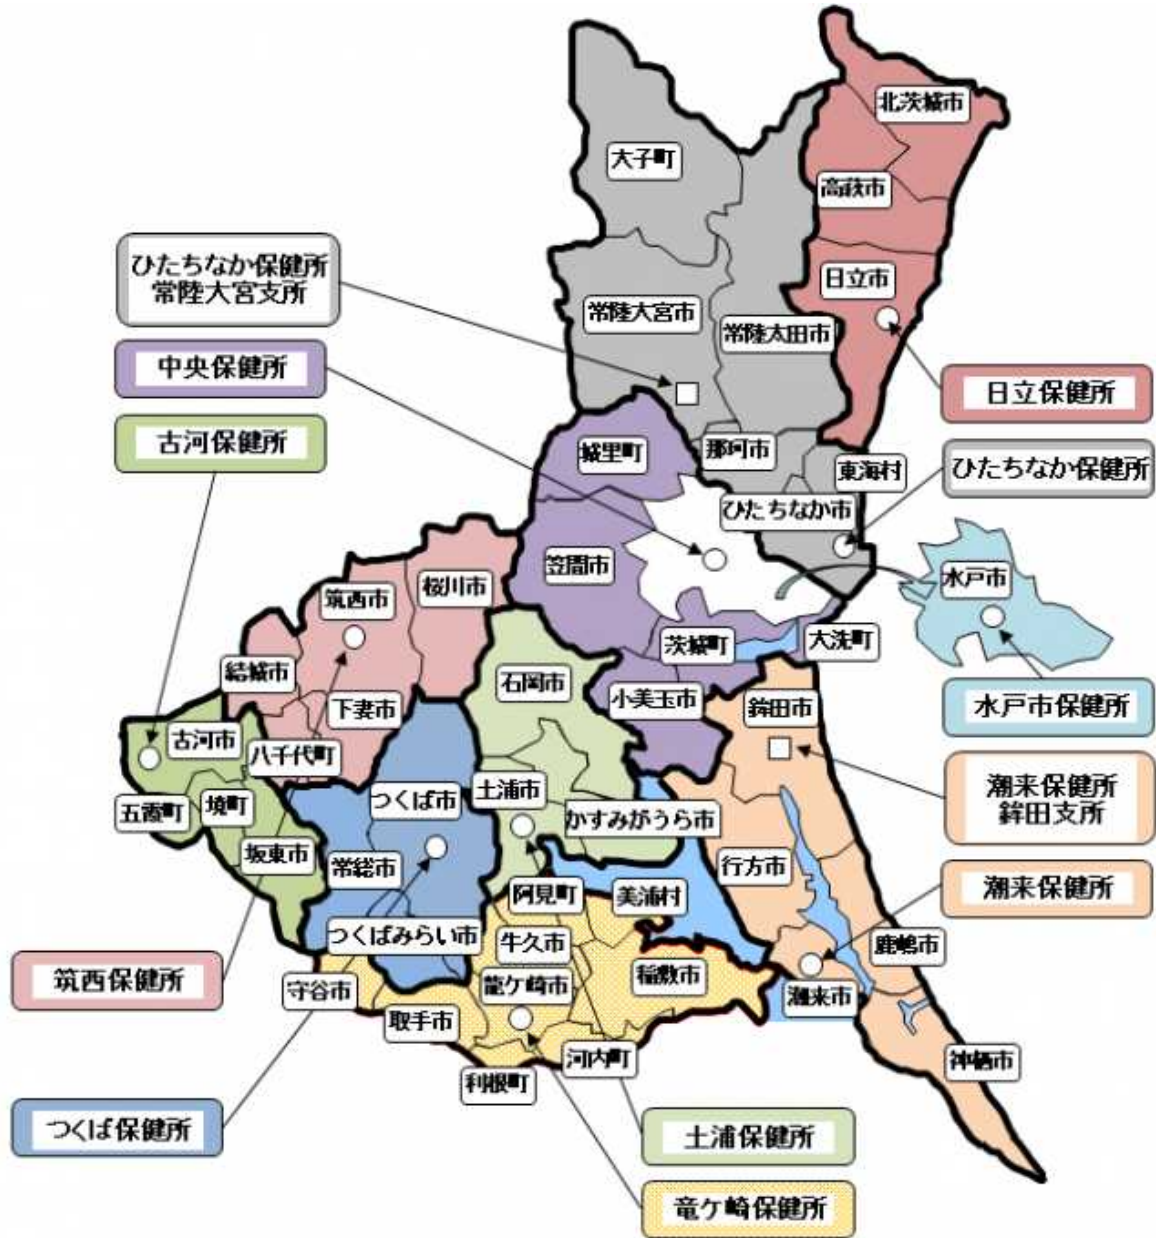 北茨城市
大子町
高萩市
ひたちなか保健所
常陸大宮支所
日立市
常陸大宮市
常陸太田市
中央保健所
日立保健所
古河保健所
城里町
那珂市
東海村
ひたちなか保健所
ひたちなか市
笠間市
水戸市
桜川市
筑西市
茨城町
大洗町
結城市
石岡市
下妻市
小美玉市
鉾田市
水戸市保健所
古河市
八千代町
潮来保健所
鉾田支所
五霞町
境町
つくば市
土浦市
かすみがうら市
坂東市
常総市
行方市
潮来保健所
阿見町
美浦村
つくばみらい市
牛久市
鹿嶋市
筑西保健所
守谷市
龍ケ崎市
稲敷市
潮来市
取手市
河内町
神栖市
利根町
つくば保健所
土浦保健所
竜ケ崎保健所